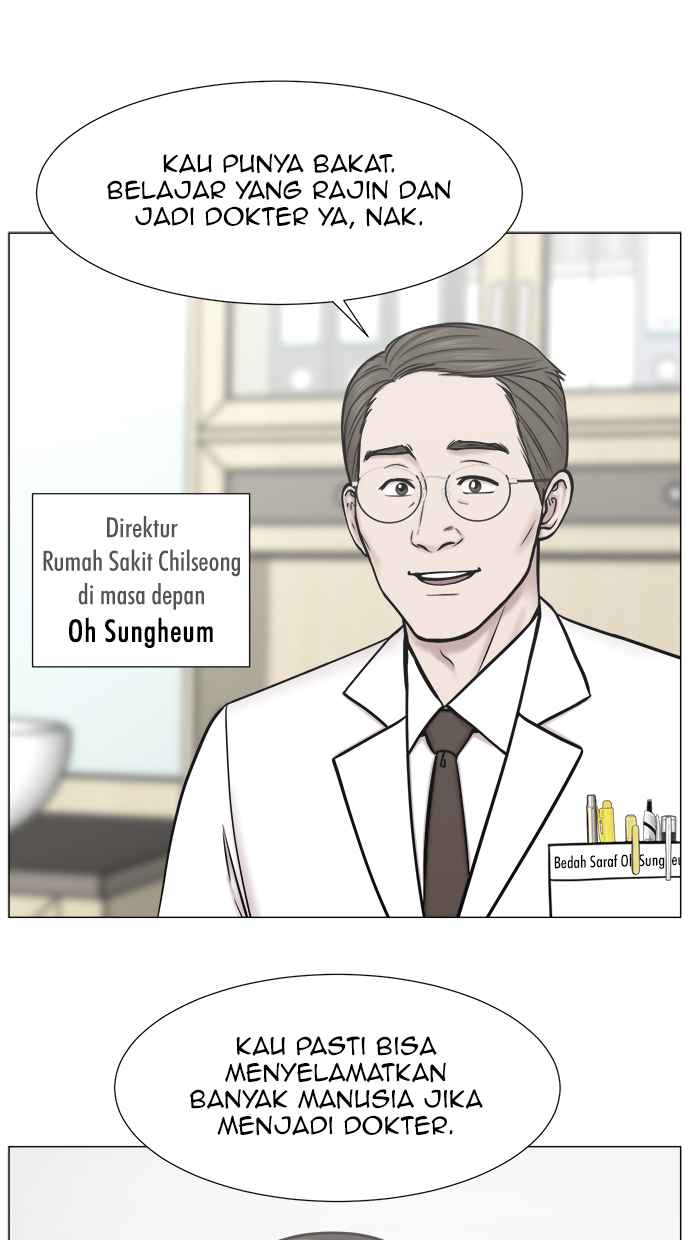 KAU PUNYA BAKAT.
BELAJAR YANG RAJIN DAN
JADI DOKTER YA, NAK.
Direktur
Rumah Sakit Chilseong
di masa depan
Oh Sungheum
Bedah Saraf Oh Sungheu
KAU PASTI BISA
MENYELAMATKAN
BANYAK MANUSIA JIKA
MENJADI DOKTER.